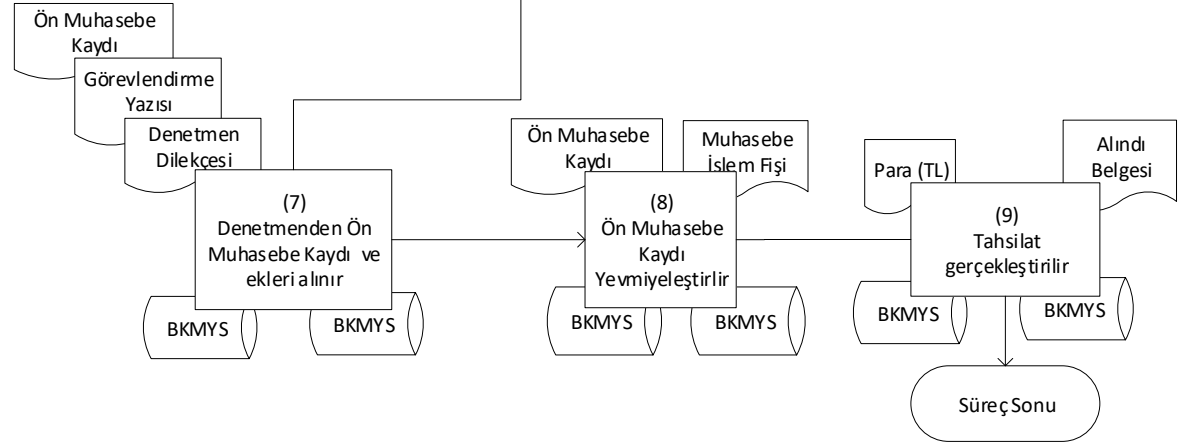 Ön Muhasebe
Kaydı
Görevlendirme
Yazısı
Denetmen
Dilekçesi
(7)
Denetmenden Ön
Muhasebe Kaydı ve
ekleri alınır
BKMYS
BKMYS
Ön Muhasebe
Kaydı
Muhasebe
İşlem Fişi
(8)
Ön Muhasebe
Kaydı
Yevmiyeleştirlir
BKMYS
BKMYS
Para (TL)
Alındı
Belgesi
(9)
Tahsilat
gerçekleştirilir
BKMYS
BKMYS
Süreç Sonu